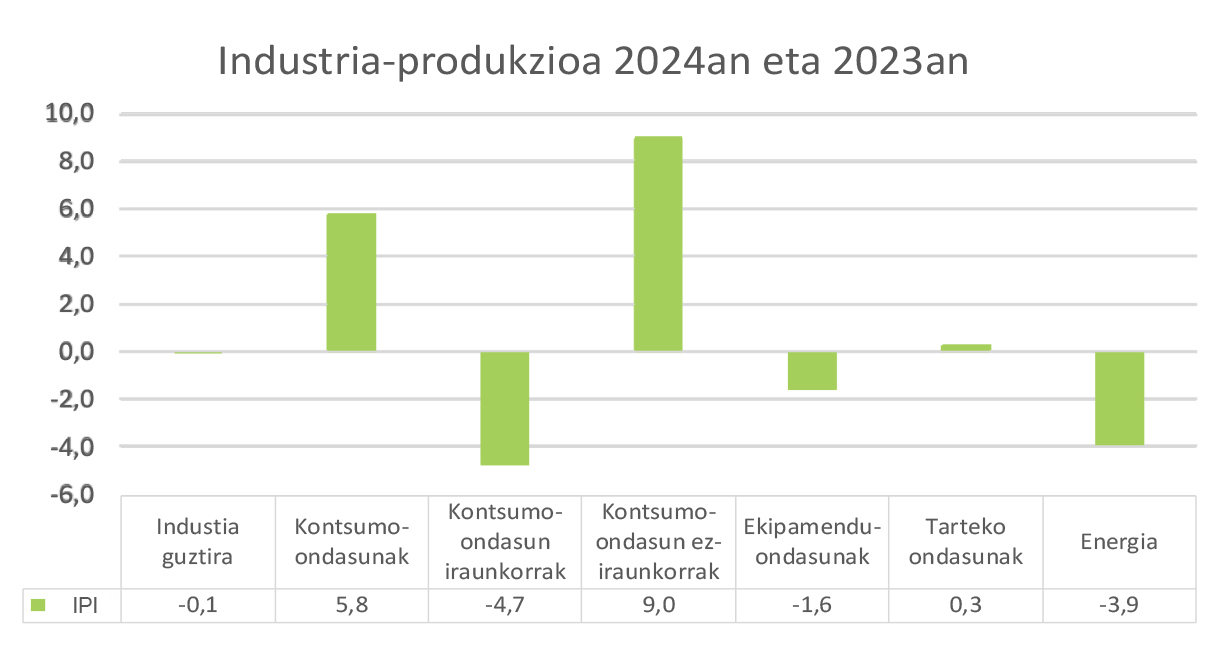 Industria-produkzioa 2024an eta 2023an
10,0
8,0
6,0
4,0
2,0
0,0
-2,0
-4,0
-6,0
Industia
guztira
Kontsumo-
ondasunak
Kontsumo-
ondasun
iraunkorrak
Kontsumo-
ondasun ez-
iraunkorrak
Ekipamendu-
ondasunak
Tarteko
ondasunak
Energia
IPI -0,1 5,8 -4,7 9,0 -1,6 0,3 -3,9